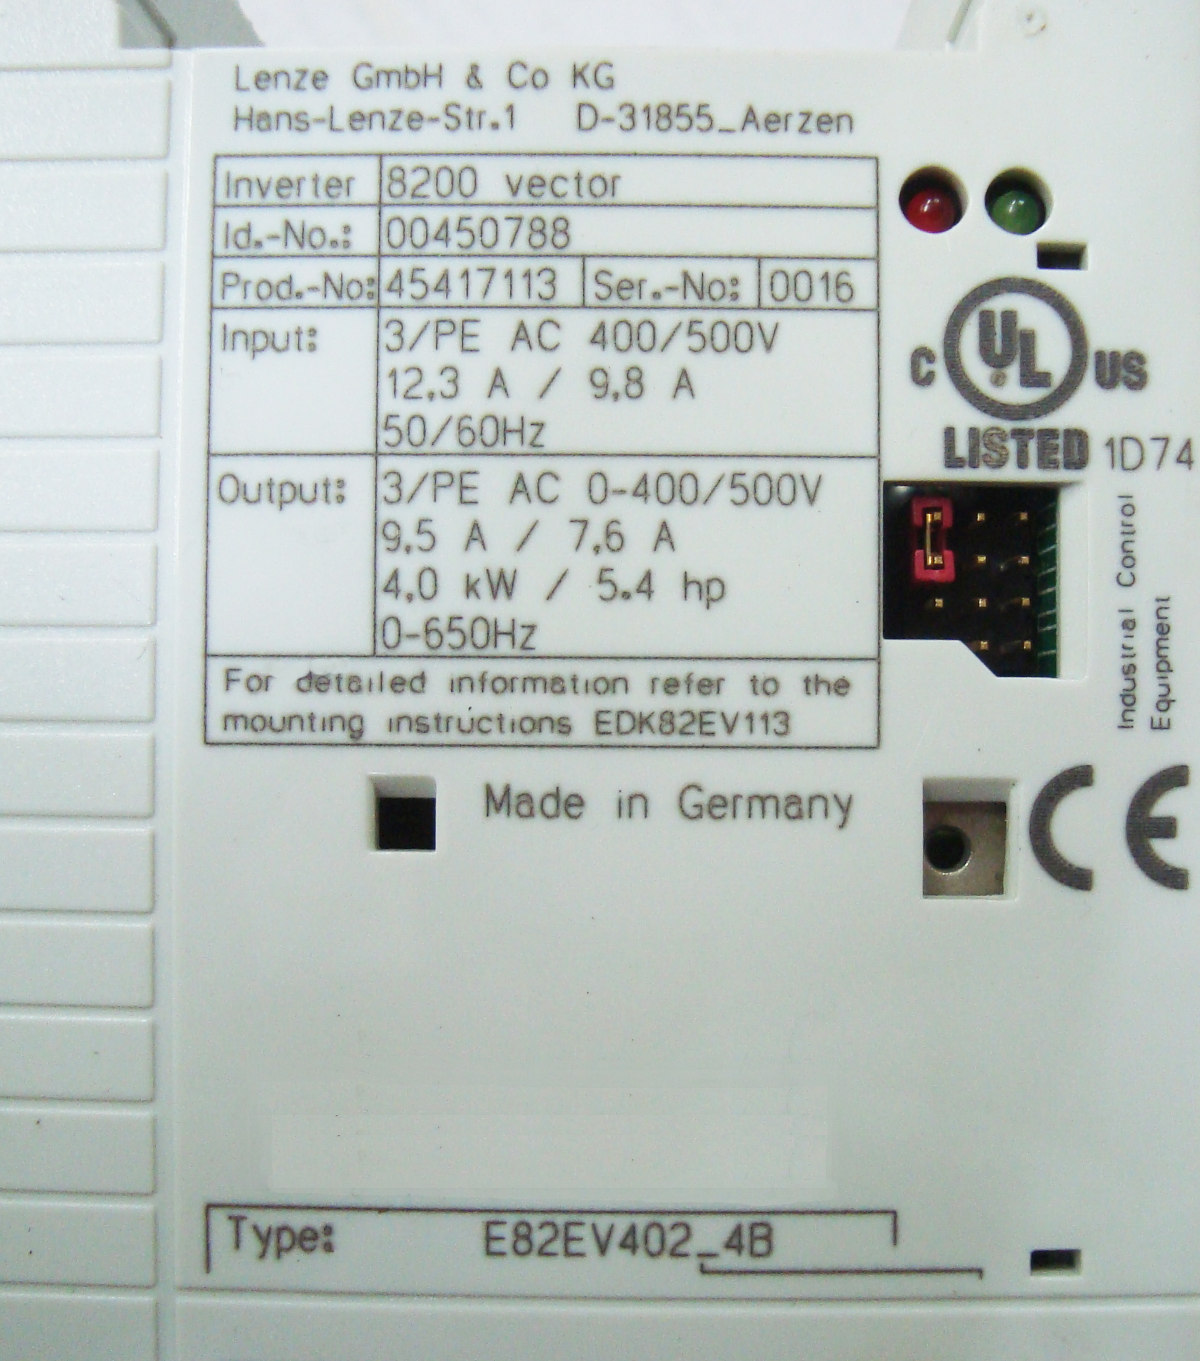 Lenze GmbH & Co KG
Hans-Lenze-Str.1 D-31855_Aerzen
Inverter 8200 vector
Id.-No.: 00450788
Prod.-No: 45417113 Ser.-No: 0016
Input: 3/PE AC 400/500V
12,3 A / 9,8 A
50/60Hz
Output: 3/PE AC 0-400/500V
9,5 A / 7,6 A
4,0 kW / 5.4 hp
0-650Hz
For detailed information refer to the
mounting instructions EDK82EV113
Made in Germany
C UL US
LISTED 1D74
Industrial Control
Equipment
CE
Type: E82EV402_4B